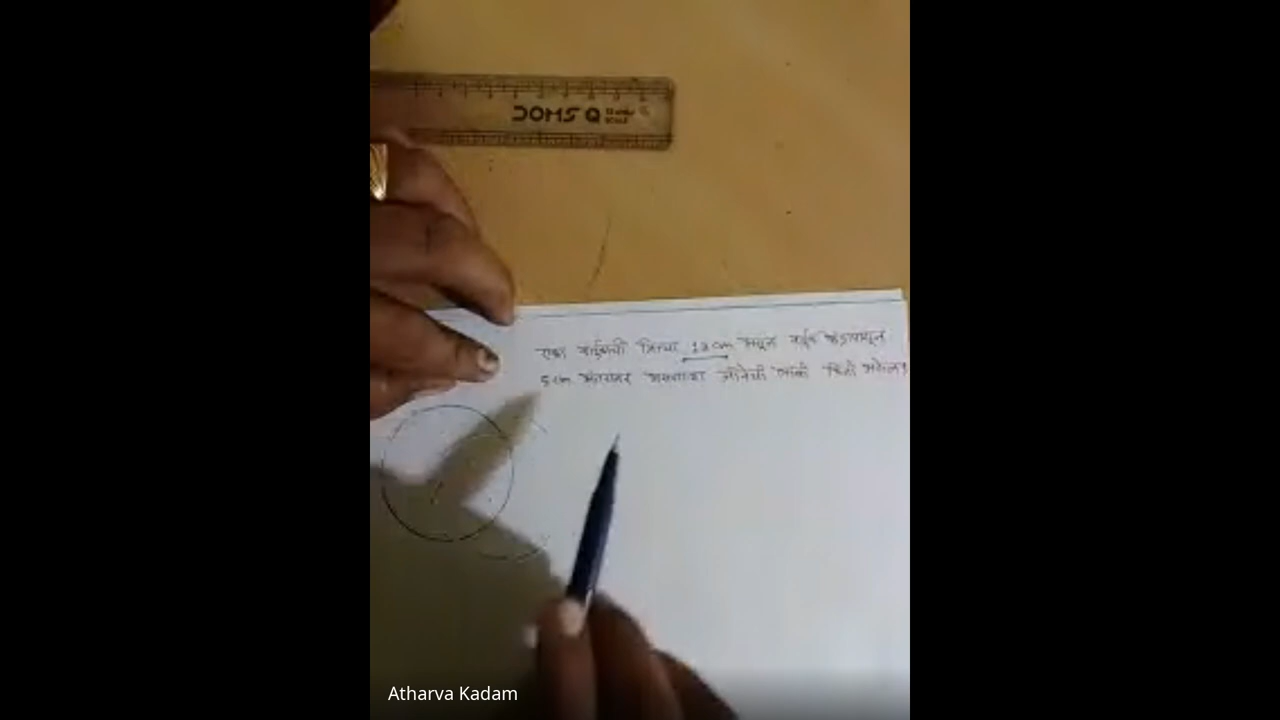 DOMS Q
एका वर्तुळाची त्रिज्या 13 cm असून वर्तुळ केंद्रापासून
5 cm अंतरावर असणाऱ्या जीवेची लांबी किती असेल?
Atharva Kadam